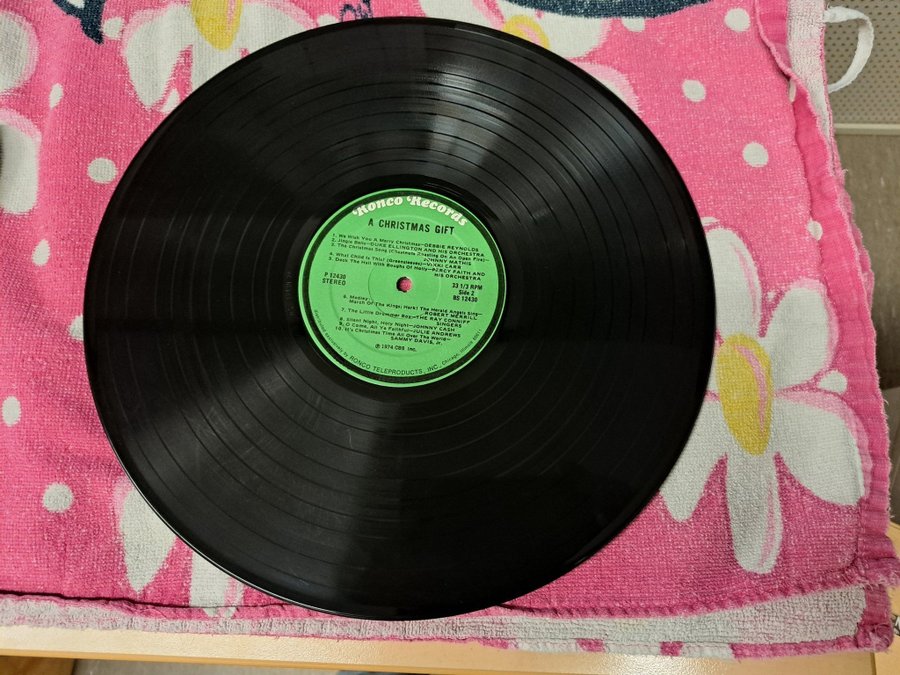 Ronco Records
A CHRISTMAS GIFT
1. We Wish You A Merry Christmas—DEBBIE REYNOLDS
2. Jingle Bells—DUKE ELLINGTON AND HIS ORCHESTRA
3. The Christmas Song (Chestnuts Roasting On An Open Fire)—
JOHNNY MATHIS
4. What Child Is This? (Greensleeves)—VIKKI CARR
5. Deck The Hall With Boughs Of Holly—PERCY FAITH AND
HIS ORCHESTRA
P 12430
STEREO
33 1/3 RPM
Side 2
BS 12430
6. Medley:
March Of The Kings; Hark! The Herald Angels Sing—
ROBERT MERRILL
7. The Little Drummer Boy—THE RAY CONNIFF
SINGERS
8. Silent Night, Holy Night—JOHNNY CASH
9. O Come, All Ye Faithful—JULIE ANDREWS
10. It's Christmas Time All Over The World—
SAMMY DAVIS, Jr.
℗ 1974 CBS Inc.
by RONCO TELEPRODUCTS, INC., Chicago, Illinois 60611